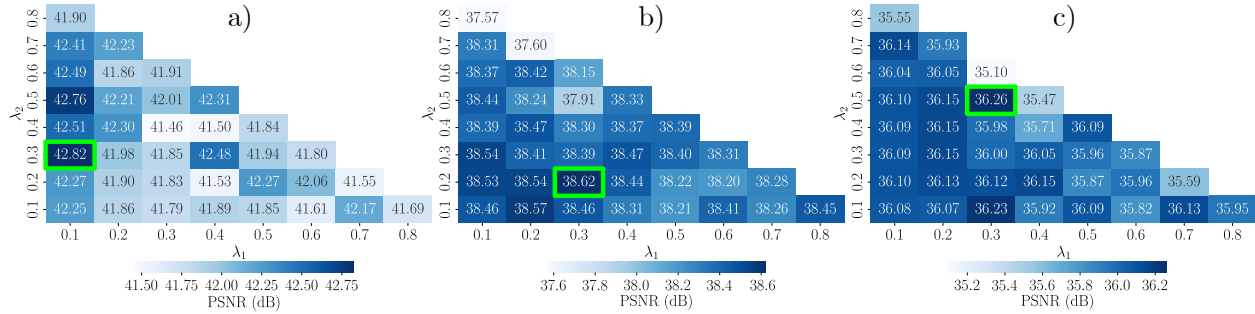 a)
0.8 41.90
0.7 42.41 42.23
0.6 42.49 41.86 41.91
0.5 42.76 42.21 42.01 42.31
0.4 42.51 42.30 41.46 41.50 41.84
0.3 42.82 41.98 41.85 42.48 41.94 41.80
0.2 42.27 41.90 41.83 41.53 42.27 42.06 41.55
0.1 42.25 41.86 41.79 41.89 41.85 41.61 42.17 41.69
λ2
0.1 0.2 0.3 0.4 0.5 0.6 0.7 0.8
λ1
41.50 41.75 42.00 42.25 42.50 42.75
PSNR (dB)
b)
37.57
38.31 37.60
38.37 38.42 38.15
38.44 38.24 37.91 38.33
38.39 38.47 38.30 38.37 38.39
38.54 38.41 38.39 38.47 38.40 38.31
38.53 38.54 38.62 38.44 38.22 38.20 38.28
38.46 38.57 38.46 38.31 38.21 38.41 38.26 38.45
0.1 0.2 0.3 0.4 0.5 0.6 0.7 0.8
λ1
37.6 37.8 38.0 38.2 38.4 38.6
PSNR (dB)
c)
0.8 35.55
0.7 36.14 35.93
0.6 36.04 36.05 35.10
0.5 36.10 36.15 36.26 35.47
0.4 36.09 36.15 35.98 35.71 36.09
0.3 36.09 36.15 36.00 36.05 35.96 35.87
0.2 36.10 36.13 36.12 36.15 35.87 35.96 35.59
0.1 36.08 36.07 36.23 35.92 36.09 35.82 36.13 35.95
0.1 0.2 0.3 0.4 0.5 0.6 0.7 0.8
λ1
35.2 35.4 35.6 35.8 36.0 36.2
PSNR (dB)